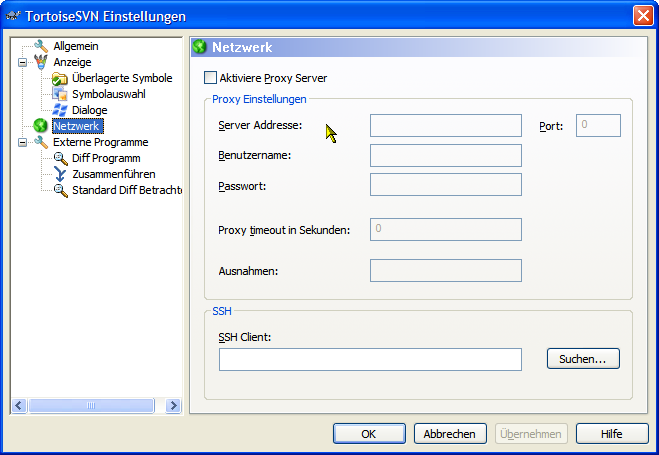 TortoiseSVN Einstellungen
Allgemein
Anzeige
Überlagerte Symbole
Symbolauswahl
Dialoge
Netzwerk
Externe Programme
Diff Programm
Zusammenführen
Standard Diff Betrachte
Netzwerk
Aktiviere Proxy Server
Proxy Einstellungen
Server Addresse:
Port: 0
Benutzername:
Passwort:
Proxy timeout in Sekunden: 0
Ausnahmen:
SSH
SSH Client:
Suchen...
OK Abbrechen Übernehmen Hilfe